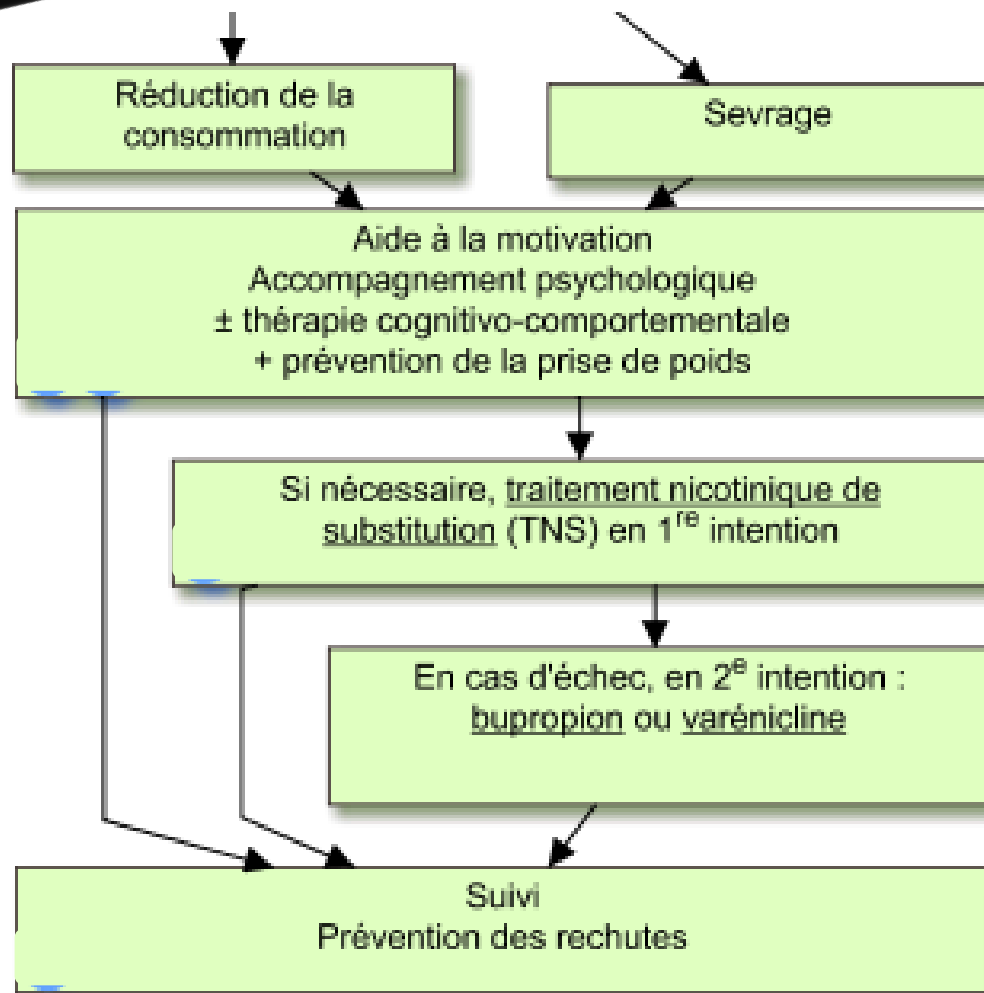 Réduction de la
consommation
Sevrage
Aide à la motivation
Accompagnement psychologique
± thérapie cognitivo-comportementale
+ prévention de la prise de poids
Si nécessaire, traitement nicotinique de
substitution (TNS) en 1re intention
En cas d'échec, en 2e intention :
bupropion ou varénicline
Suivi
Prévention des rechutes